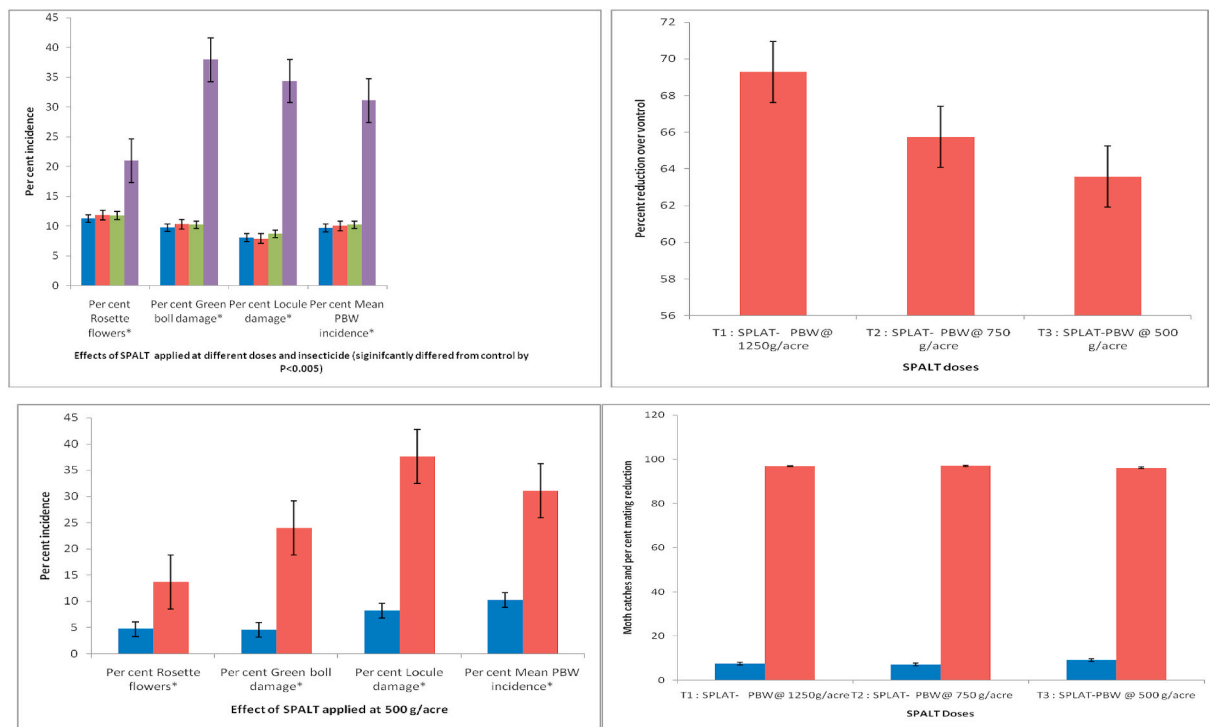 45
40
35
30
25
20
15
10
5
0
Per cent incidence
Per cent Rosette flowers*
Per cent Green boll damage*
Per cent Locule damage*
Per cent Mean PBW incidence*
Effects of SPALT applied at different doses and insecticide (siginifcantly differed from control by
P<0.005)
72
70
68
66
64
62
60
58
56
Percent reduction over vontrol
T1 : SPLAT- PBW@ 1250g/acre
T2 : SPLAT- PBW@ 750 g/acre
T3 : SPLAT-PBW @ 500 g/acre
SPALT doses
45
40
35
30
25
20
15
10
5
0
Per cent incidence
Per cent Rosette flowers*
Per cent Green boll damage*
Per cent Locule damage*
Per cent Mean PBW incidence*
Effect of SPALT applied at 500 g/acre
120
100
80
60
40
20
0
Moth catches and per cent mating reduction
T1 : SPLAT- PBW@ 1250g/acre
T2 : SPLAT- PBW@ 750 g/acre
T3 : SPLAT-PBW @ 500 g/acre
SPALT Doses